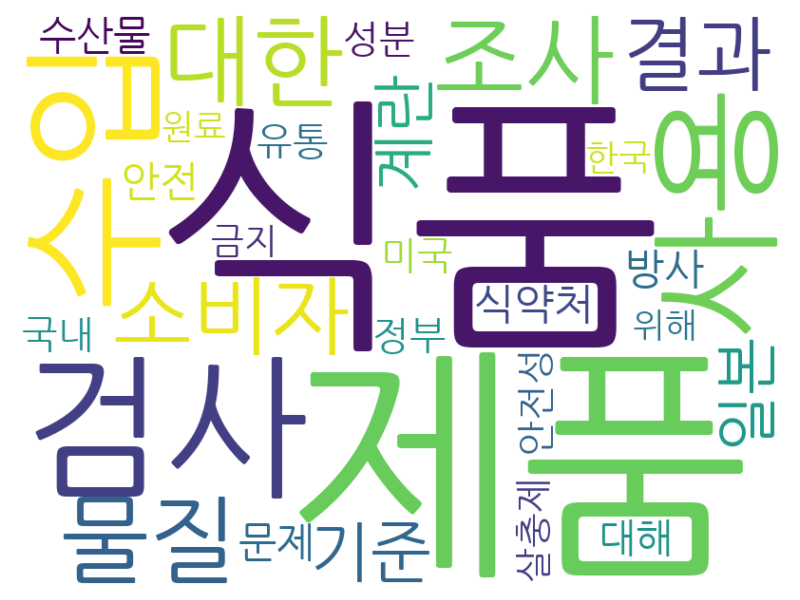 수산물
대한
성분
조사
결과
수입
식품
원료
유통
계란
한국
사용
안전
금지
미국
방사
소비자
식약처
위해
국내
정부
검사
제품
안전성
일본
물질
문제
기준
살충제
대해